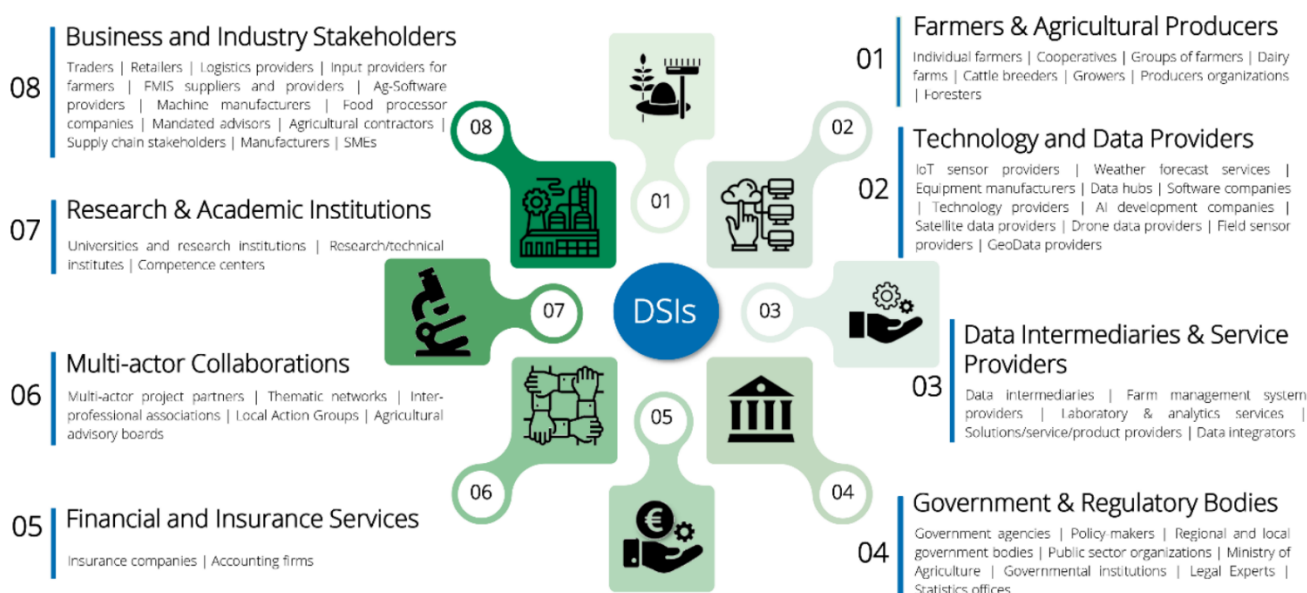 Farmers & Agricultural Producers
01
Individual farmers | Cooperatives | Groups of farmers | Dairy
farms | Cattle breeders | Growers | Producers organizations
| Foresters
Technology and Data Providers
02
IoT sensor providers | Weather forecast services |
Equipment manufacturers | Data hubs | Software companies
| Technology providers | AI development companies |
Satellite data providers | Drone data providers | Field sensor
providers | GeoData providers
Data Intermediaries & Service
Providers
03
Data intermediaries | Farm management system
providers | Laboratory & analytics services |
Solutions/service/product providers | Data integrators
Government & Regulatory Bodies
04
Government agencies | Policy-makers | Regional and local
government bodies | Public sector organizations | Ministry of
Agriculture | Governmental institutions | Legal Experts |
Statistics offices
05
Financial and Insurance Services
Insurance companies | Accounting firms
Multi-actor Collaborations
06
Multi-actor project partners | Thematic networks | Inter-
professional associations | Local Action Groups | Agricultural
advisory boards
Research & Academic Institutions
07
Universities and research institutions | Research/technical
institutes | Competence centers
Business and Industry Stakeholders
08
Traders | Retailers | Logistics providers | Input providers for
farmers | FMIS suppliers and providers | Ag-Software
providers | Machine manufacturers | Food processor
companies | Mandated advisors | Agricultural contractors |
Supply chain stakeholders | Manufacturers | SMEs
DSIs
01
02
03
04
05
€
06
07
08